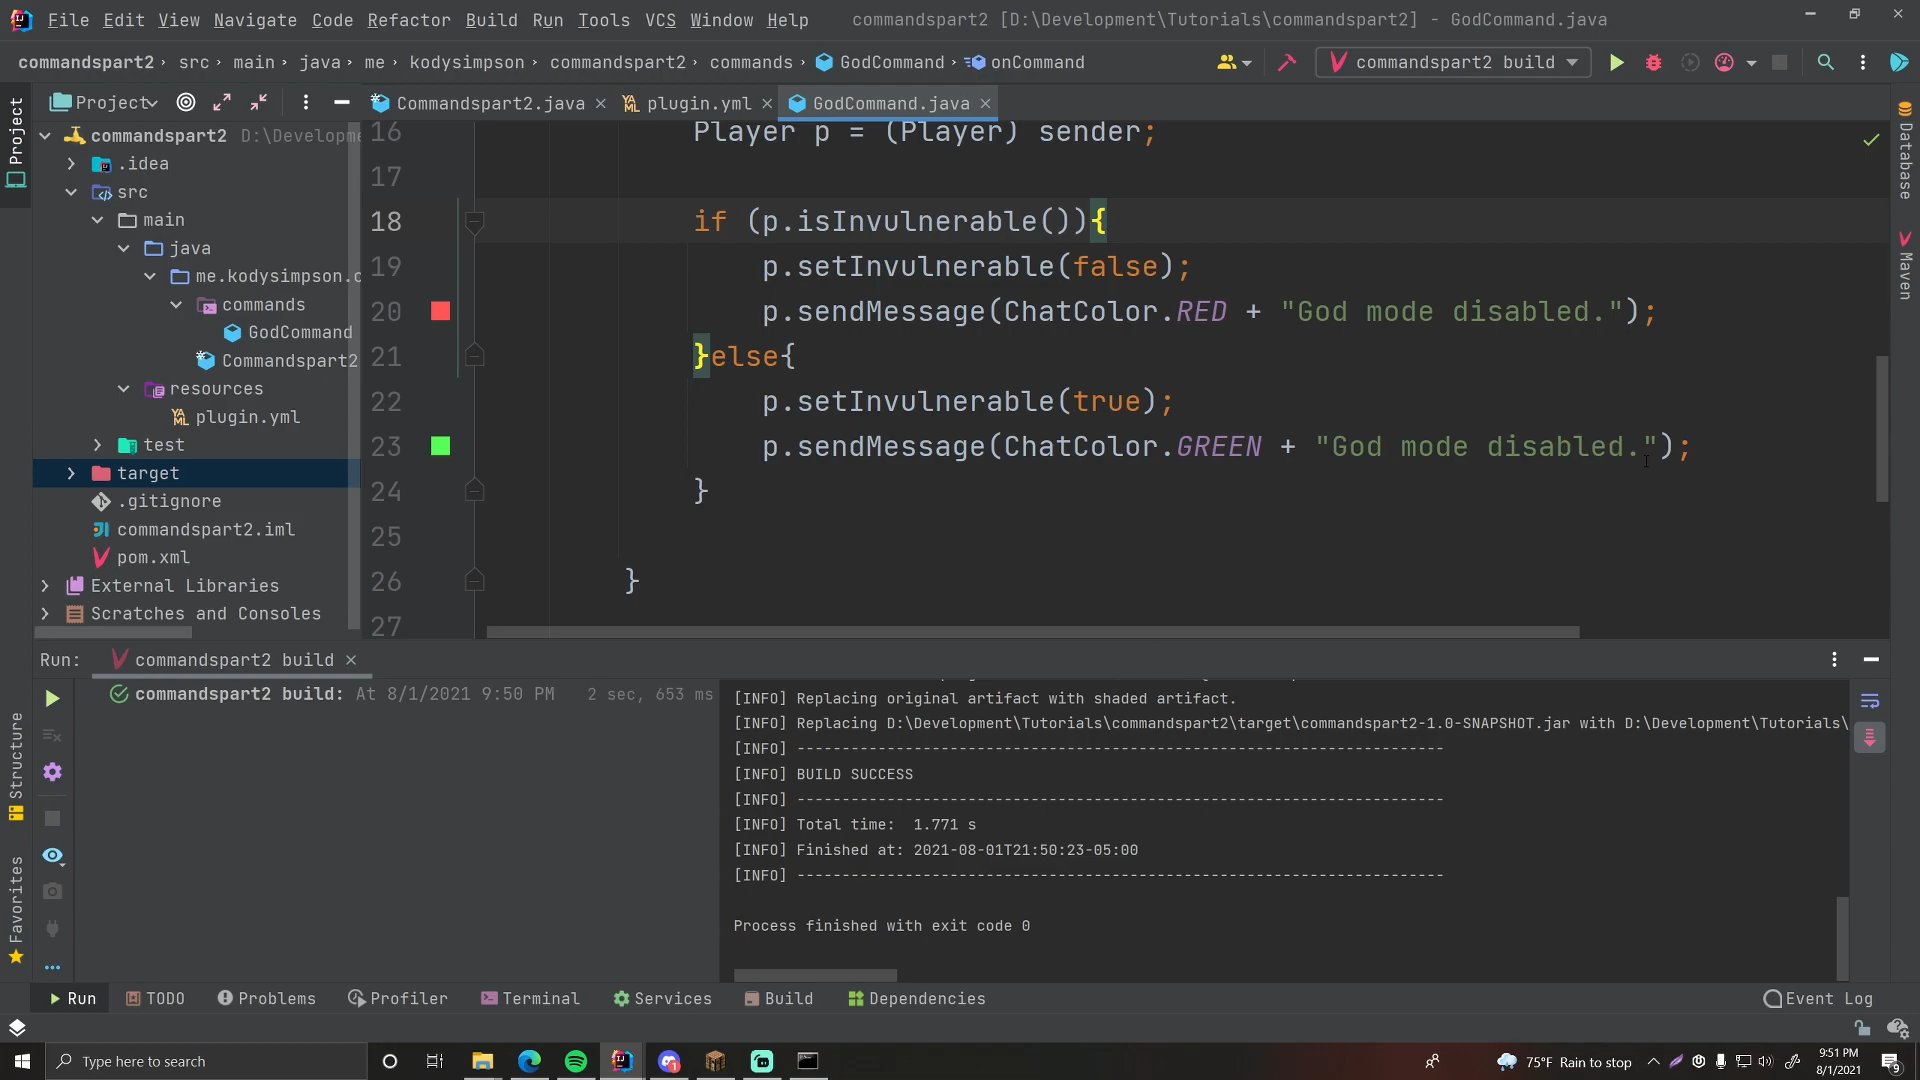 File Edit View Navigate Code Refactor Build Run Tools VCS Window Help commandspart2 [D:\Development\Tutorials\commandspart2] - GodCommand.java
commandspart2 › src › main › java › me › kodysimpson › commandspart2 › commands › GodCommand › onCommand
commandspart2 build
Project
Commandspart2.java
plugin.yml
GodCommand.java
Project
commandspart2 D:\Developme
.idea
src
main
java
me.kodysimpson.c
commands
GodCommand
Commandspart2
resources
plugin.yml
test
target
.gitignore
commandspart2.iml
pom.xml
External Libraries
Scratches and Consoles
16 Player p = (Player) sender;
17
18 if (p.isInvulnerable()){
19 p.setInvulnerable(false);
20 p.sendMessage(ChatColor.RED + "God mode disabled.");
21 }else{
22 p.setInvulnerable(true);
23 p.sendMessage(ChatColor.GREEN + "God mode disabled.");
24 }
25
26 }
27
Database
Maven
Run: commandspart2 build
commandspart2 build: At 8/1/2021 9:50 PM 2 sec, 653 ms
[INFO] Replacing original artifact with shaded artifact.
[INFO] Replacing D:\Development\Tutorials\commandspart2\target\commandspart2-1.0-SNAPSHOT.jar with D:\Development\Tutorials\
[INFO] ------------------------------------------------------------------------
[INFO] BUILD SUCCESS
[INFO] ------------------------------------------------------------------------
[INFO] Total time:  1.771 s
[INFO] Finished at: 2021-08-01T21:50:23-05:00
[INFO] ------------------------------------------------------------------------
Process finished with exit code 0
Structure
Favorites
Run TODO Problems Profiler Terminal Services Build Dependencies Event Log
Type here to search
75°F Rain to stop
9:51 PM
8/1/2021
9